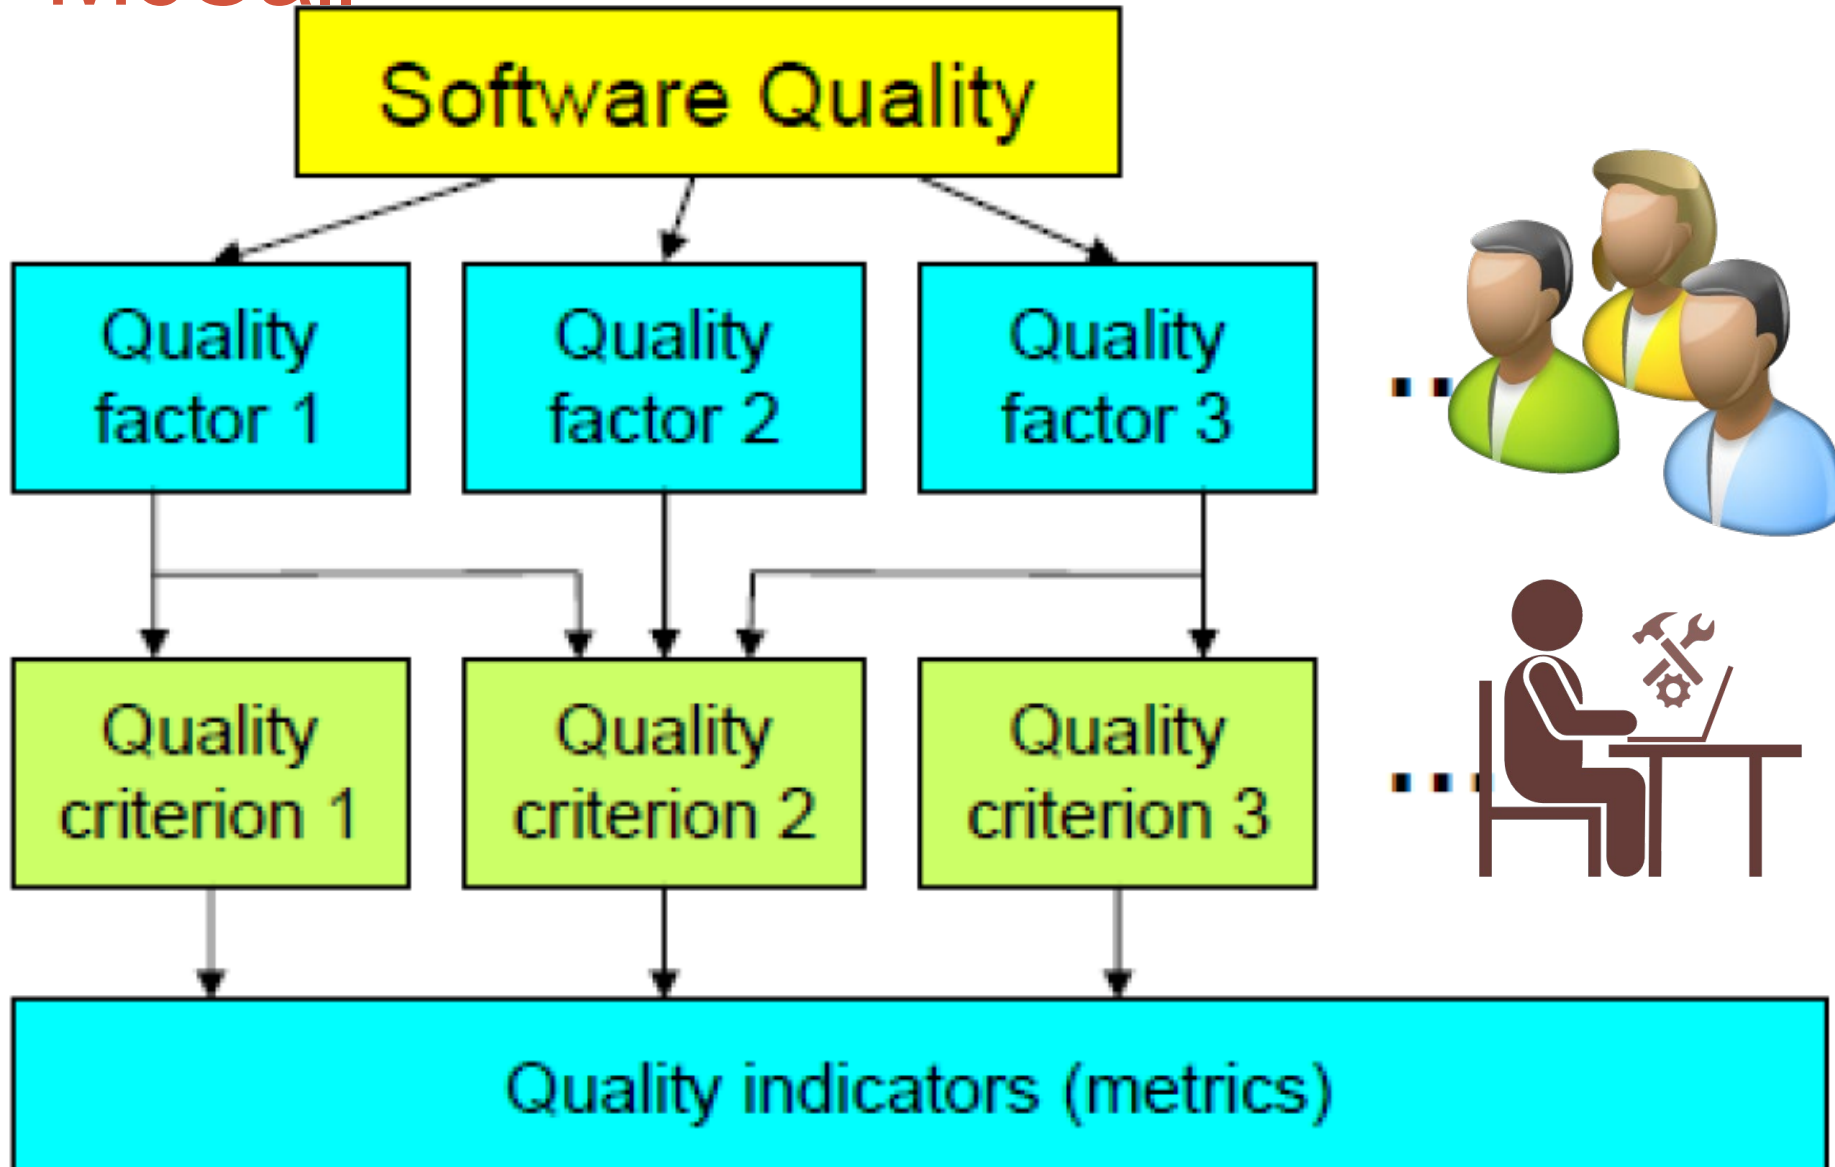 Software Quality
Quality
factor 1
Quality
factor 2
Quality
factor 3
..
Quality
criterion 1
Quality
criterion 2
Quality
criterion 3
...
Quality indicators (metrics)